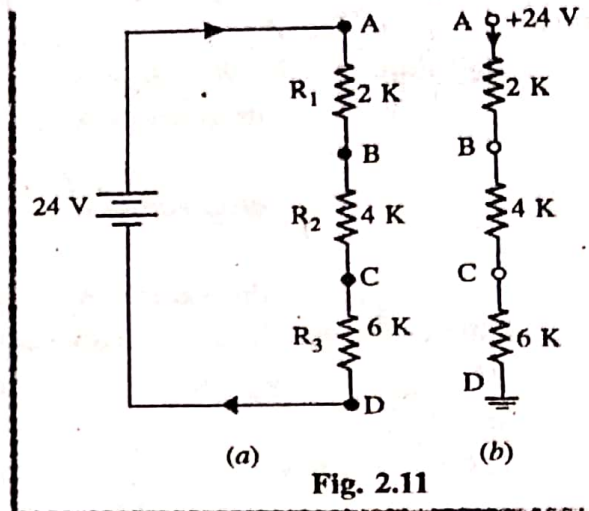 A
R1 2 K
B
24 V
R2 4 K
C
R3 6 K
D
(a)
A +24 V
2 K
B
4 K
C
6 K
D
(b)
Fig. 2.11